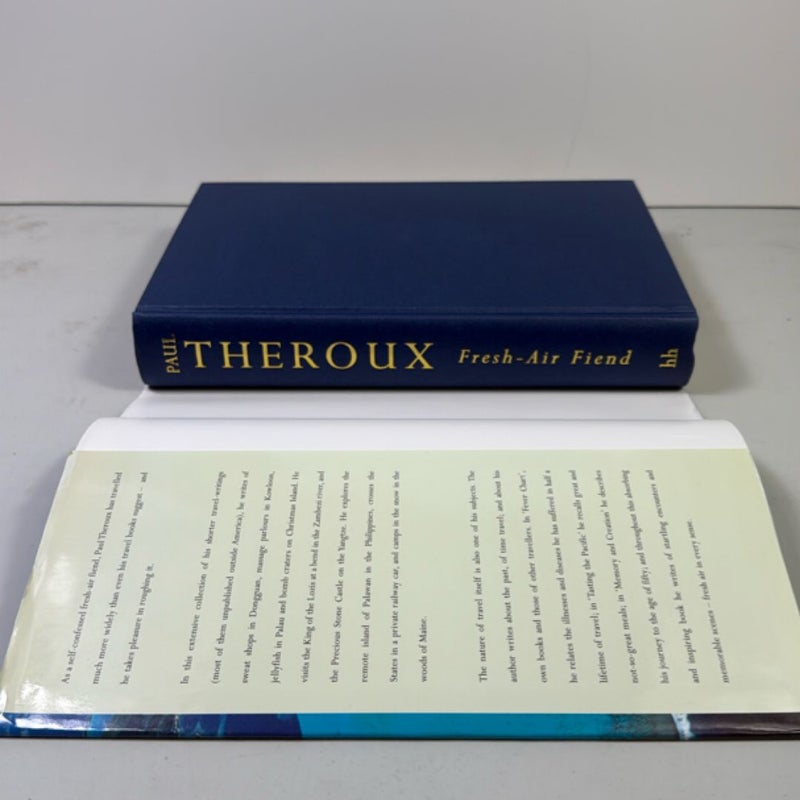 PAUL
THEROUX
Fresh-Air Fiend
hh
As a self-confessed fresh-air fiend, Paul Theroux has travelled
much more widely than even his travel books suggest – and
he takes pleasure in roughing it.
In this extensive collection of his shorter travel writings
(most of them unpublished outside America), he writes of
sweat shops in Dongguan, massage parlours in Kowloon,
jellyfish in Palau and bomb craters on Christmas Island. He
visits the King of the Lozis at a bend in the Zambezi river, and
the Precious Stone Castle on the Yangtze. He explores the
remote island of Palawan in the Philippines, crosses the
States in a private railway car, and camps in the snow in the
woods of Maine.
The nature of travel itself is also one of his subjects. The
author writes about the past, of time travel; and about his
own books and those of other travellers. In 'Fever Chart',
he relates the illnesses and diseases he has suffered in half a
lifetime of travel; in 'Tasting the Pacific' he recalls great and
not-so-great meals; in 'Memory and Creation' he describes
his journey to the age of fifty; and throughout this absorbing
and inspiring book he writes of startling encounters and
memorable scenes – fresh air in every sense.